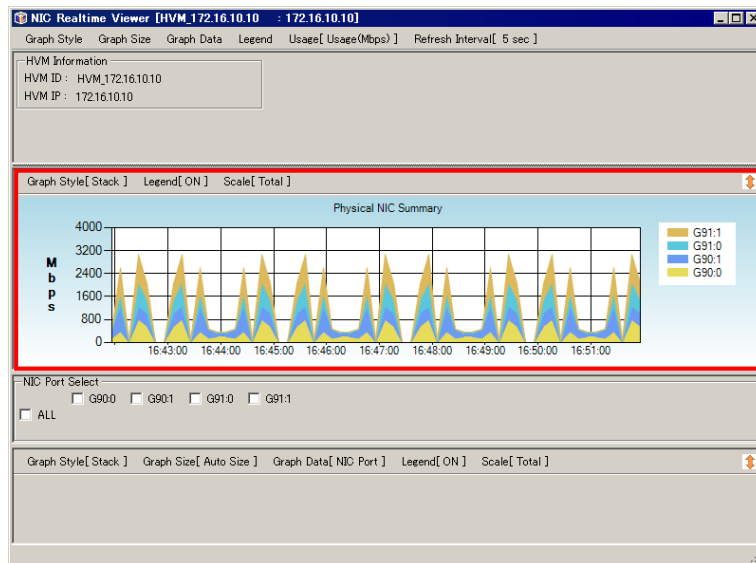 NIC Realtime Viewer [HVM_172.16.10.10 : 172.16.10.10]
Graph Style Graph Size Graph Data Legend Usage[ Usage(Mbps) ] Refresh Interval[ 5 sec ]
HVM Information
HVM ID : HVM_172.16.10.10
HVM IP : 172.16.10.10
Graph Style[ Stack ] Legend[ ON ] Scale[ Total ]
Physical NIC Summary
Mbps
4000
3200
2400
1600
800
0
16:43:00 16:44:00 16:45:00 16:46:00 16:47:00 16:48:00 16:49:00 16:50:00 16:51:00
G91:1
G91:0
G90:1
G90:0
NIC Port Select
G90:0 G90:1 G91:0 G91:1
ALL
Graph Style[ Stack ] Graph Size[ Auto Size ] Graph Data[ NIC Port ] Legend[ ON ] Scale[ Total ]